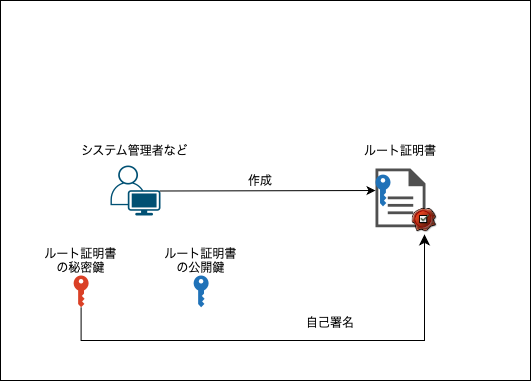 システム管理者など
ルート証明書
作成
ルート証明書
の秘密鍵
ルート証明書
の公開鍵
自己署名